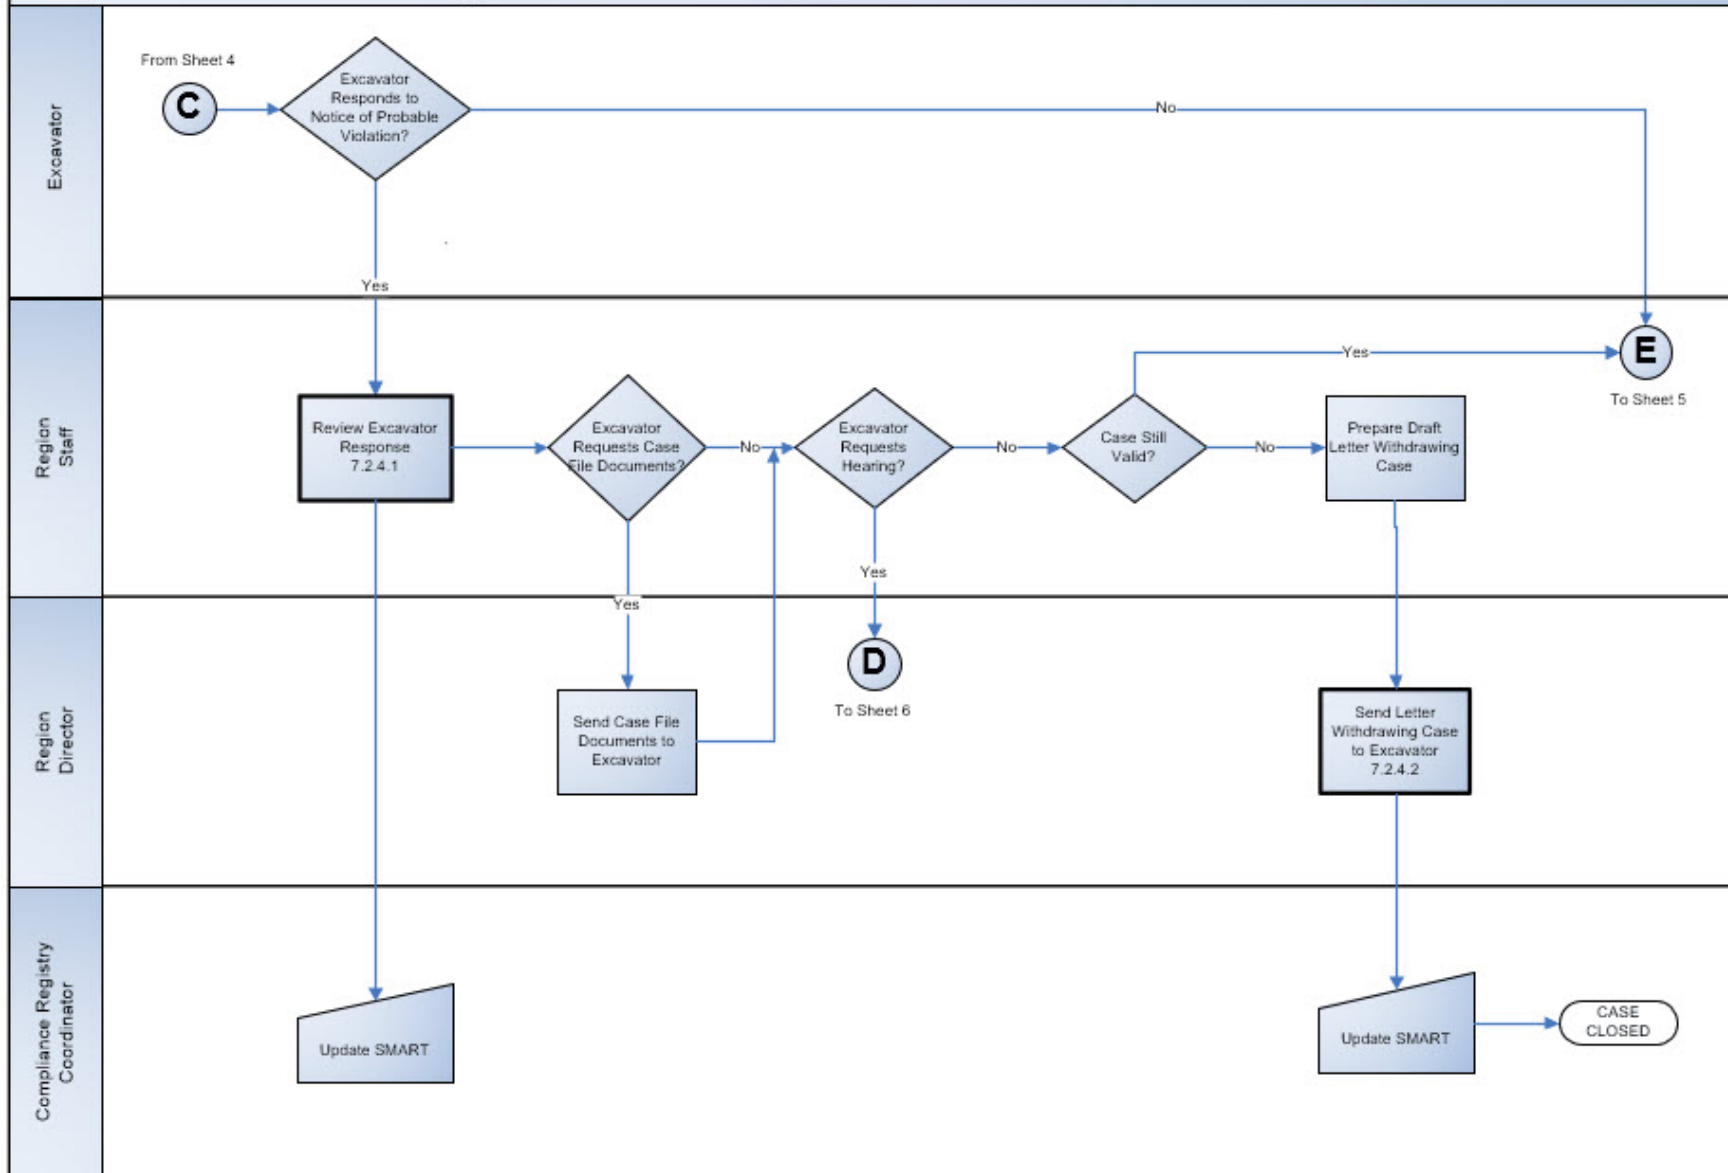 From Sheet 4
C
Excavator
Responds to
Notice of Probable
Violation?
No
Yes
Excavator
Region
Staff
Review Excavator
Response
7.2.4.1
Excavator
Requests Case
File Documents?
No
Yes
Excavator
Requests
Hearing?
No
Yes
Case Still
Valid?
Yes
No
E
To Sheet 5
Prepare Draft
Letter Withdrawing
Case
Region
Director
Send Case File
Documents to
Excavator
D
To Sheet 6
Send Letter
Withdrawing Case
to Excavator
7.2.4.2
Compliance Registry
Coordinator
Update SMART
Update SMART
CASE
CLOSED